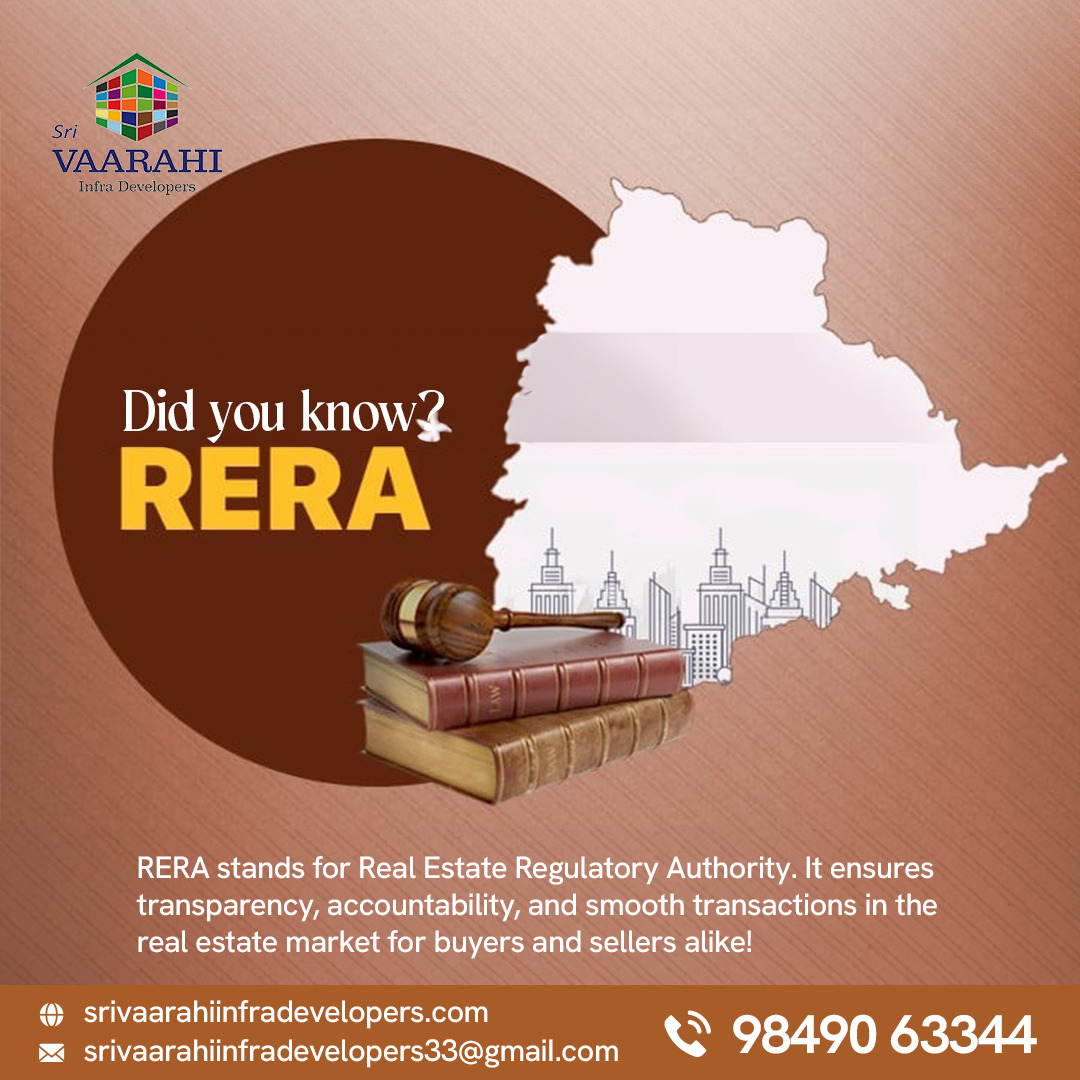 Sri
VAARAHI
Infra Developers
Did you know?
RERA
LAW
LAW
RERA stands for Real Estate Regulatory Authority. It ensures
transparency, accountability, and smooth transactions in the
real estate market for buyers and sellers alike!
srivaarahiinfradevelopers.com
srivaarahiinfradevelopers33@gmail.com
98490 63344